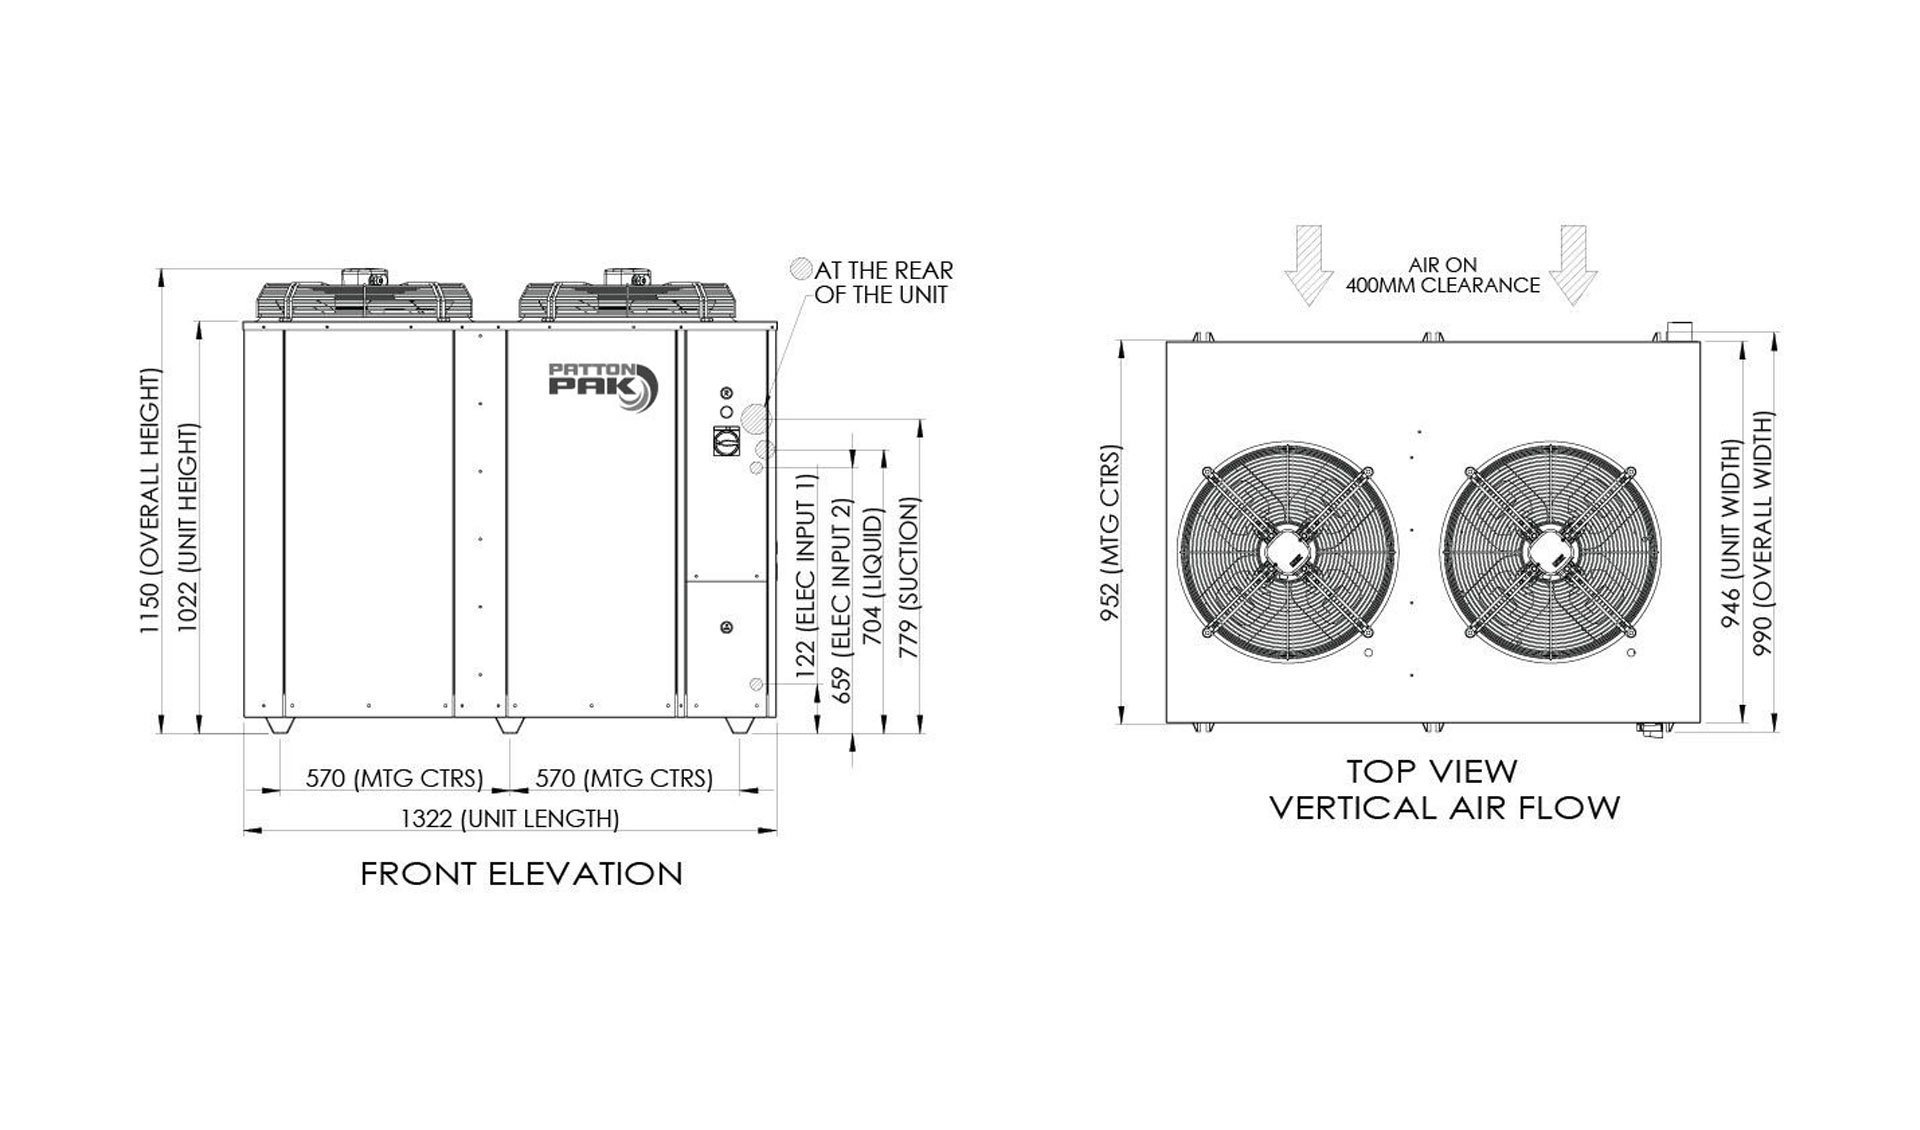 AT THE REAR
OF THE UNIT
PATTON
PAK
1150 (OVERALL HEIGHT)
1022 (UNIT HEIGHT)
122 (ELEC INPUT 1)
659 (ELEC INPUT 2)
704 (LIQUID)
779 (SUCTION)
570 (MTG CTRS)
570 (MTG CTRS)
1322 (UNIT LENGTH)
FRONT ELEVATION
AIR ON
400MM CLEARANCE
952 (MTG CTRS)
946 (UNIT WIDTH)
990 (OVERALL WIDTH)
TOP VIEW
VERTICAL AIR FLOW